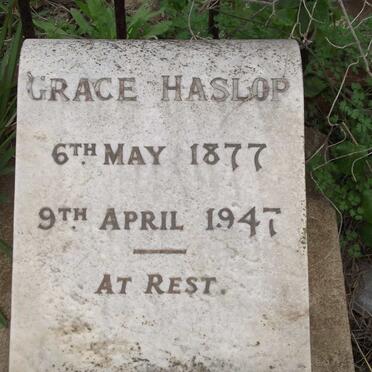 GRACE HASLOP
6TH MAY 1877
9TH APRIL 1947
AT REST.